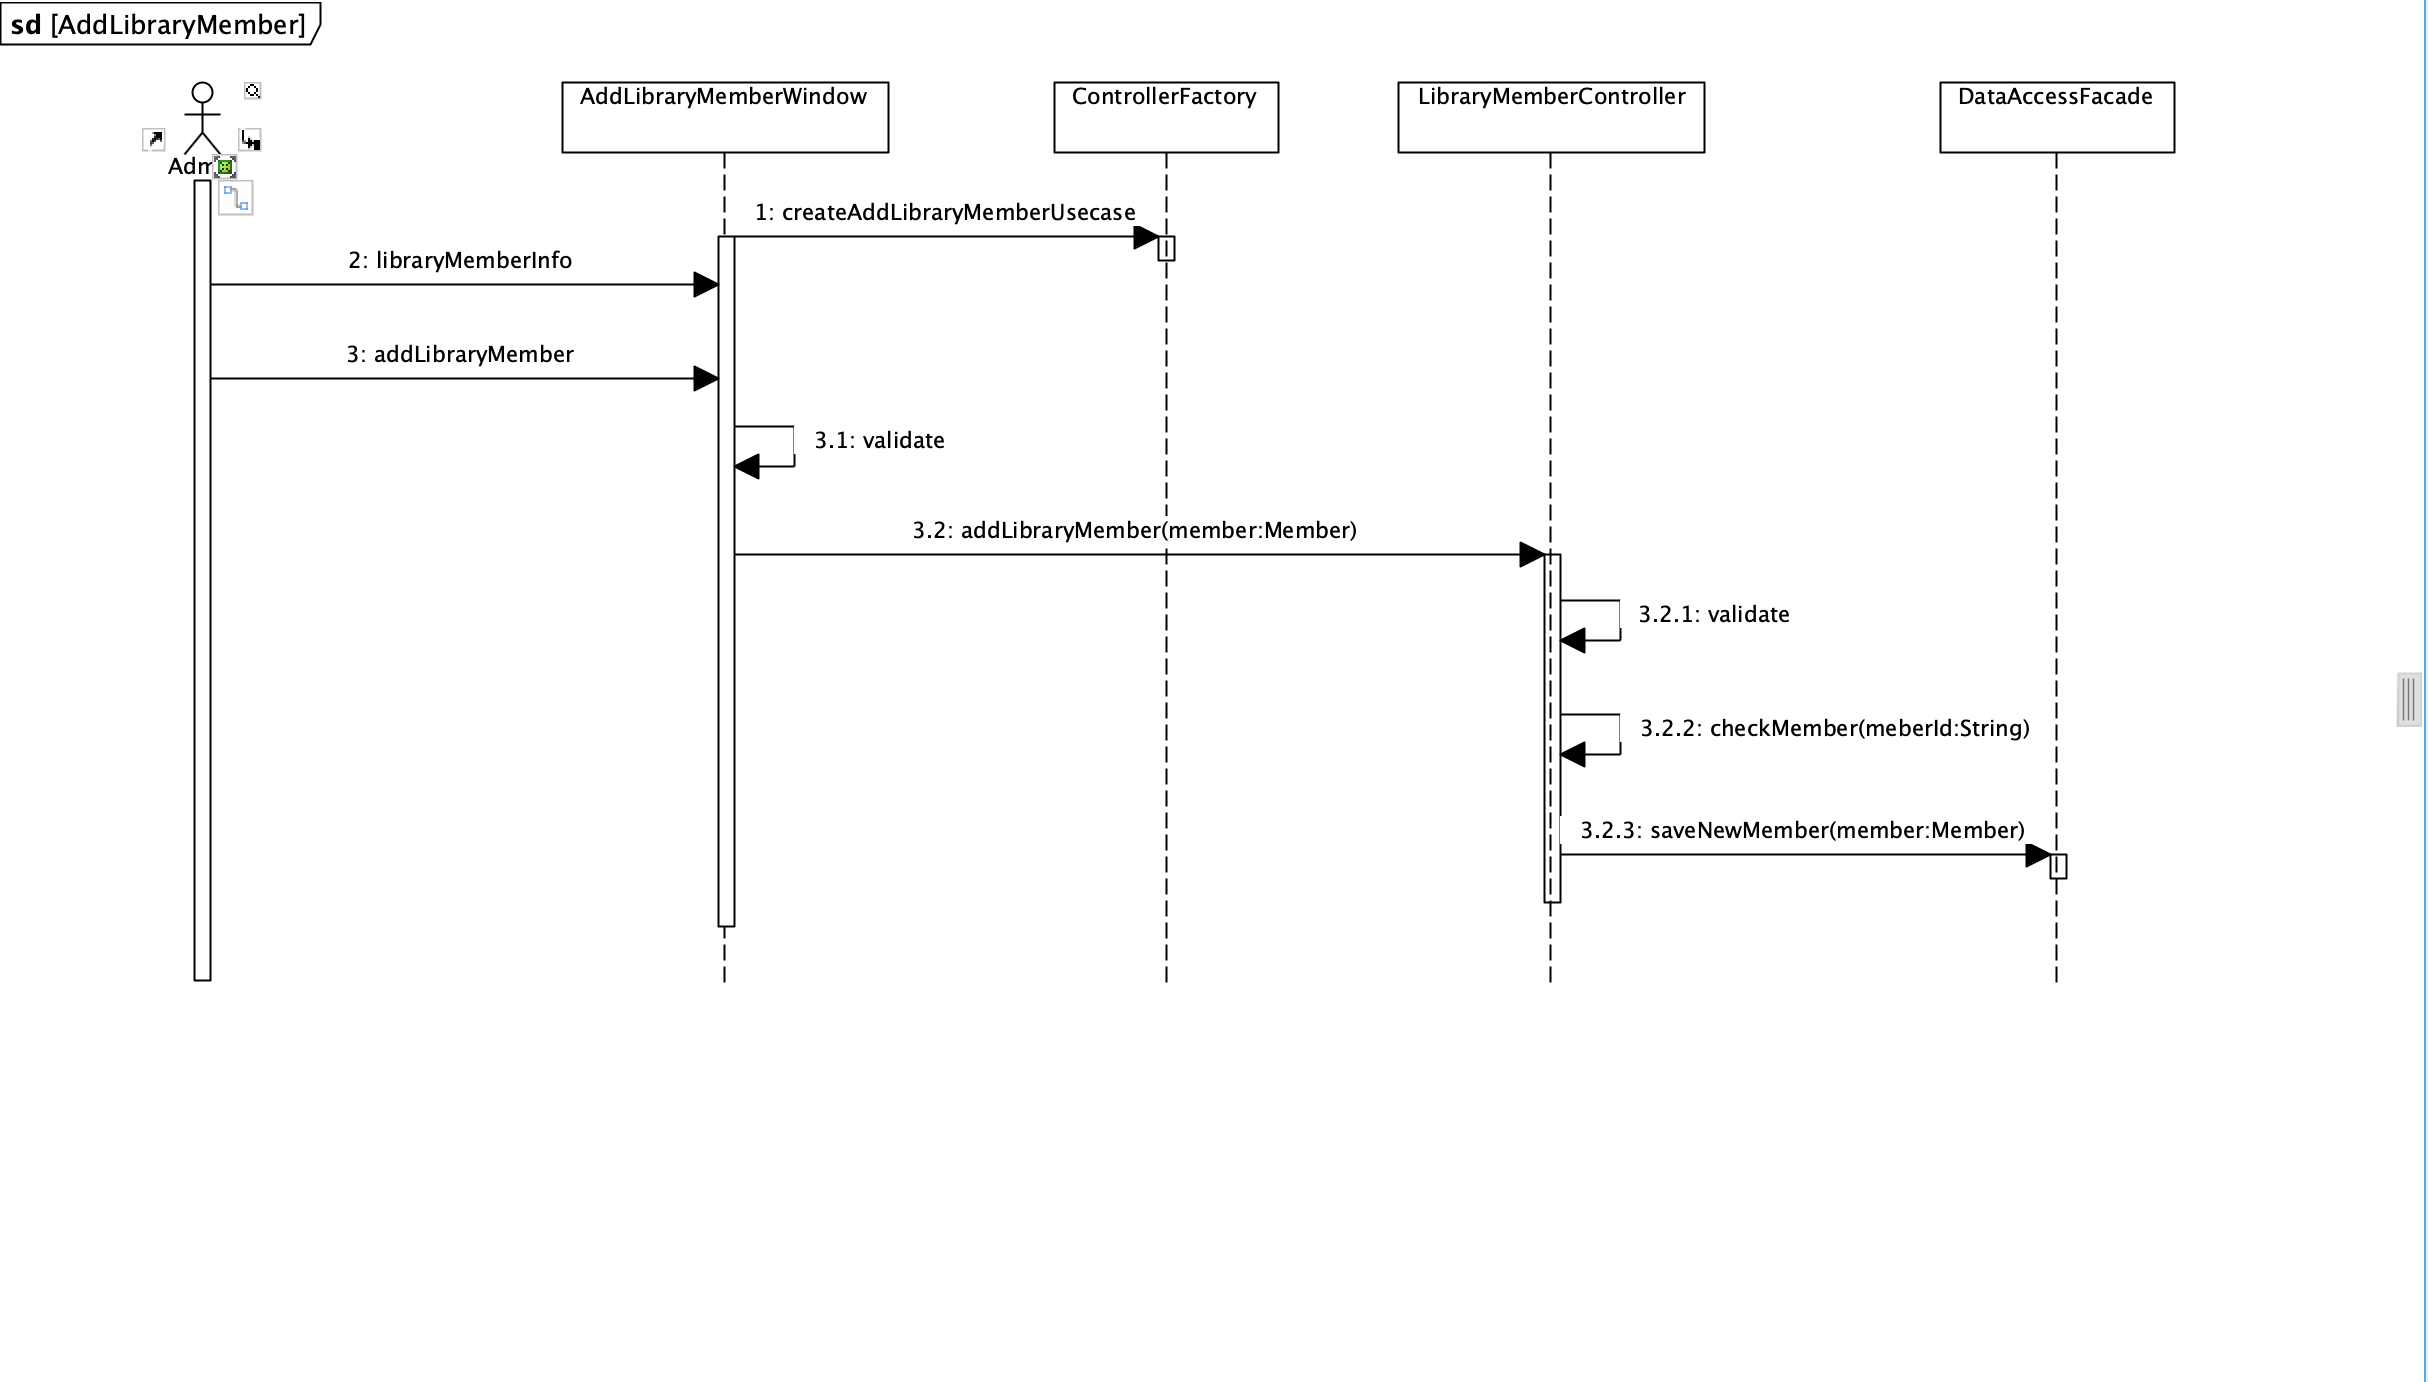 sd [AddLibraryMember]
AddLibraryMemberWindow
ControllerFactory
LibraryMemberController
DataAccessFacade
Adm
1: createAddLibraryMemberUsecase
2: libraryMemberInfo
3: addLibraryMember
3.1: validate
3.2: addLibraryMember(member:Member)
3.2.1: validate
3.2.2: checkMember(meberId:String)
3.2.3: saveNewMember(member:Member)